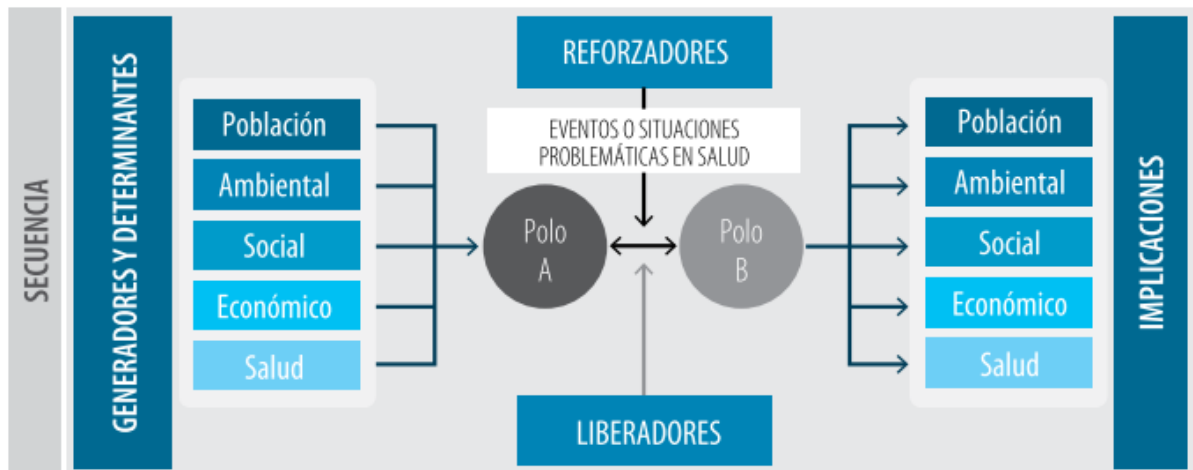 SECUENCIA
GENERADORES Y DETERMINANTES
Población
Ambiental
Social
Económico
Salud
REFORZADORES
EVENTOS O SITUACIONES
PROBLEMÁTICAS EN SALUD
Polo
A
Polo
B
LIBERADORES
Población
Ambiental
Social
Económico
Salud
IMPLICACIONES